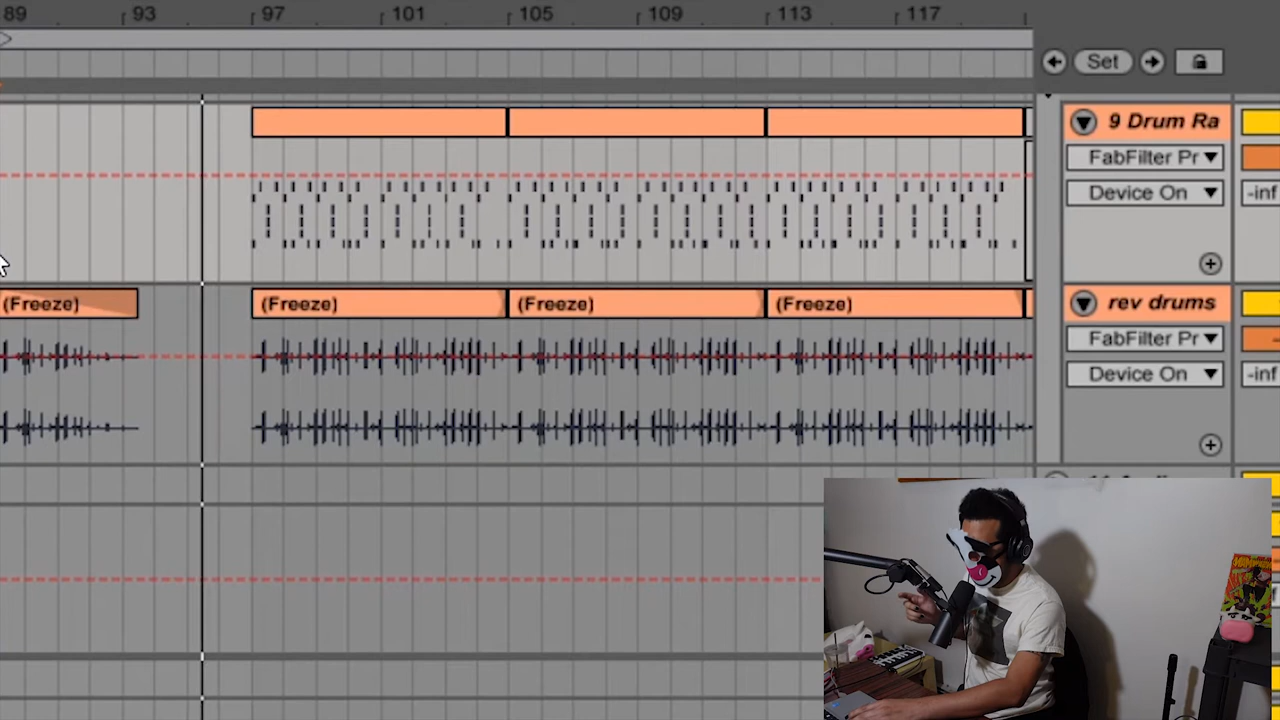 89 93 97 101 105 109 113 117
Set
9 Drum Ra
FabFilter Pr
Device On
-inf
(Freeze) (Freeze) (Freeze) (Freeze)
rev drums
FabFilter Pr
Device On
-inf